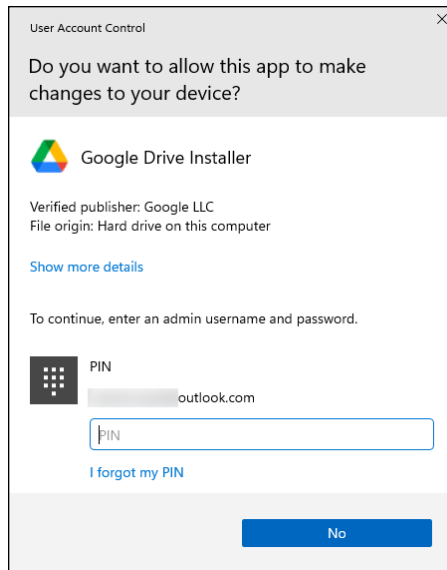 User Account Control
Do you want to allow this app to make
changes to your device?
Google Drive Installer
Verified publisher: Google LLC
File origin: Hard drive on this computer
Show more details
To continue, enter an admin username and password.
PIN
outlook.com
PIN
I forgot my PIN
No